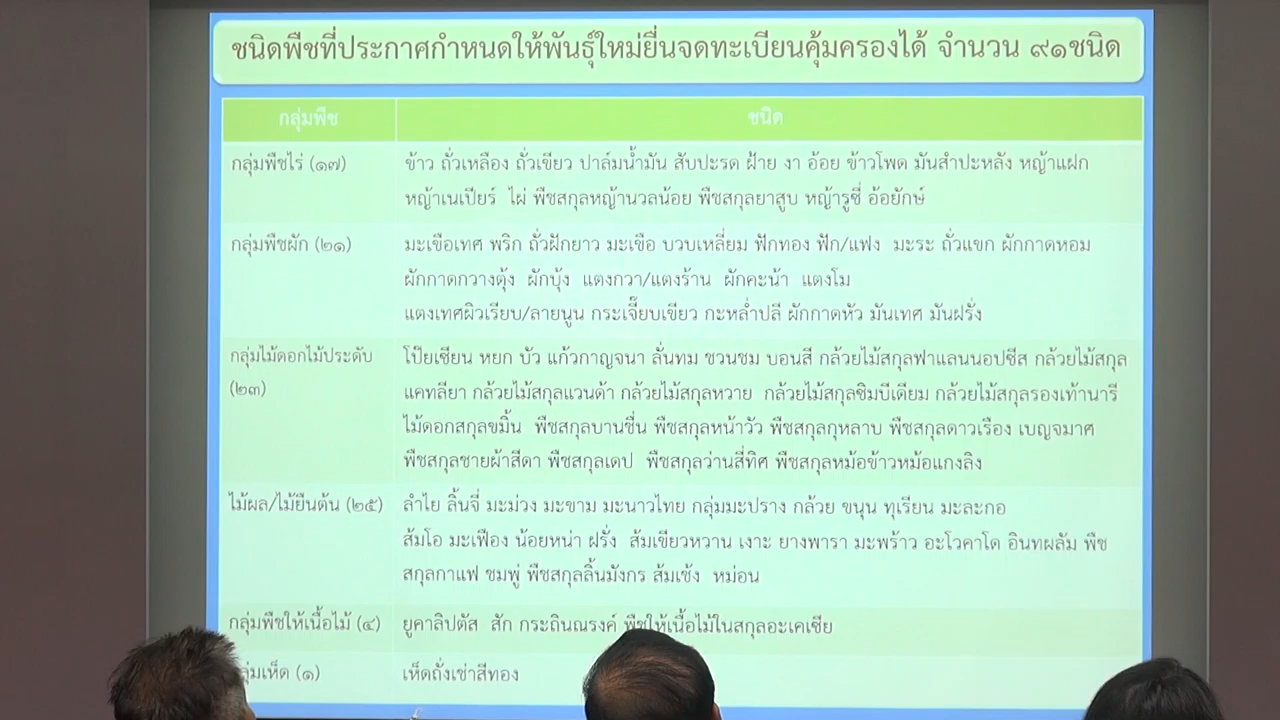 ชนิดพืชที่ประกาศกำหนดให้พันธุ์ใหม่ยื่นจดทะเบียนคุ้มครองได้ จำนวน ๙๑ชนิด
กลุ่มพืช ชนิด
กลุ่มพืชไร่ (๑๗) ข้าว ถั่วเหลือง ถั่วเขียว ปาล์มน้ำมัน สับปะรด ฝ้าย งา อ้อย ข้าวโพด มันสำปะหลัง หญ้าแฝก
หญ้าเนเปียร์ ไผ่ พืชสกุลหญ้านวลน้อย พืชสกุลยาสูบ หญ้ารูซี่ อ้อยักษ์
กลุ่มพืชผัก (๒๑) มะเขือเทศ พริก ถั่วฝักยาว มะเขือ บวบเหลี่ยม ฟักทอง ฟัก/แฟง มะระ ถั่วแขก ผักกาดหอม
ผักกาดกวางตุ้ง ผักบุ้ง แตงกวา/แตงร้าน ผักคะน้า แตงโม
แตงเทศผิวเรียบ/ลายนูน กระเจี๊ยบเขียว กะหล่ำปลี ผักกาดหัว มันเทศ มันฝรั่ง
กลุ่มไม้ดอกไม้ประดับ โป๊ยเซียน หยก บัว แก้วกาญจนา ลั่นทม ชวนชม บอนสี กล้วยไม้สกุลฟาแลนนอปซีส กล้วยไม้สกุล
(๒๓) แคทลียา กล้วยไม้สกุลแวนด้า กล้วยไม้สกุลหวาย กล้วยไม้สกุลซิมบีเดียม กล้วยไม้สกุลรองเท้านารี
ไม้ดอกสกุลขมิ้น พืชสกุลบานชื่น พืชสกุลหน้าวัว พืชสกุลกุหลาบ พืชสกุลดาวเรือง เบญจมาศ
พืชสกุลชายผ้าสีดา พืชสกุลเดป พืชสกุลว่านสี่ทิศ พืชสกุลหม้อข้าวหม้อแกงลิง
ไม้ผล/ไม้ยืนต้น (๒๕) ลำไย ลิ้นจี่ มะม่วง มะขาม มะนาวไทย กลุ่มมะปราง กล้วย ขนุน ทุเรียน มะละกอ
ส้มโอ มะเฟือง น้อยหน่า ฝรั่ง ส้มเขียวหวาน เงาะ ยางพารา มะพร้าว อะโวคาโด อินทผลัม พืช
สกุลกาแฟ ชมพู่ พืชสกุลลิ้นมังกร ส้มเช้ง หม่อน
กลุ่มพืชให้เนื้อไม้ (๔) ยูคาลิปตัส สัก กระถินณรงค์ พืชให้เนื้อไม้ในสกุลอะเคเซีย
ลุ่มเห็ด (๑) เห็ดถั่งเช่าสีทอง